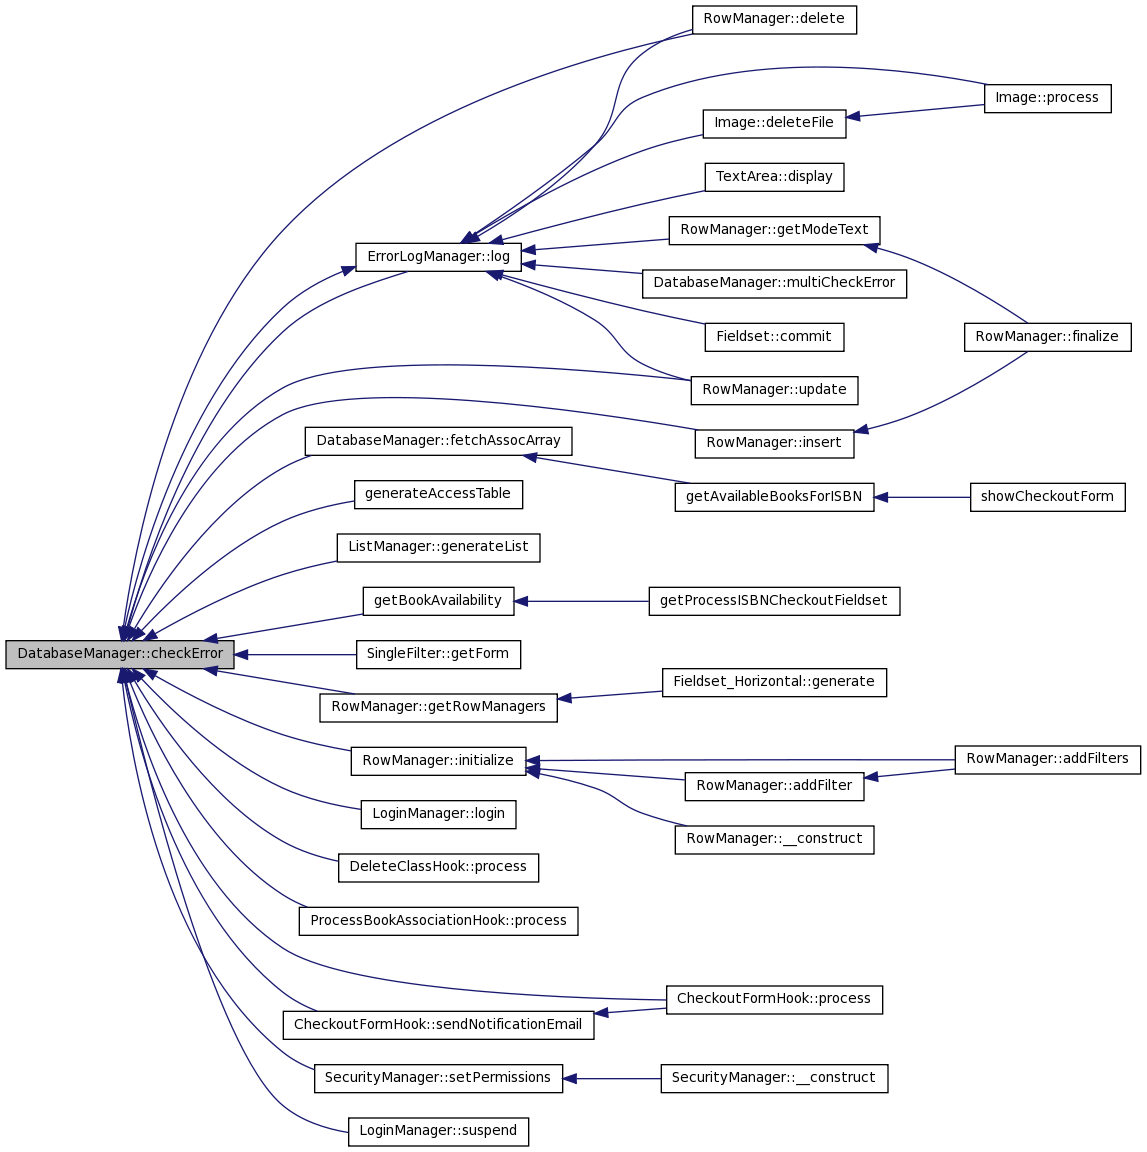 RowManager::delete
Image::process
Image::deleteFile
TextArea::display
RowManager::getModeText
ErrorLogManager::log
DatabaseManager::multiCheckError
Fieldset::commit
RowManager::finalize
RowManager::update
DatabaseManager::fetchAssocArray
RowManager::insert
generateAccessTable
getAvailableBooksForISBN
showCheckoutForm
ListManager::generateList
getBookAvailability
getProcessISBNCheckoutFieldset
DatabaseManager::checkError
SingleFilter::getForm
Fieldset_Horizontal::generate
RowManager::getRowManagers
RowManager::initialize
RowManager::addFilters
RowManager::addFilter
LoginManager::login
RowManager::__construct
DeleteClassHook::process
ProcessBookAssociationHook::process
CheckoutFormHook::process
CheckoutFormHook::sendNotificationEmail
SecurityManager::setPermissions
SecurityManager::__construct
LoginManager::suspend